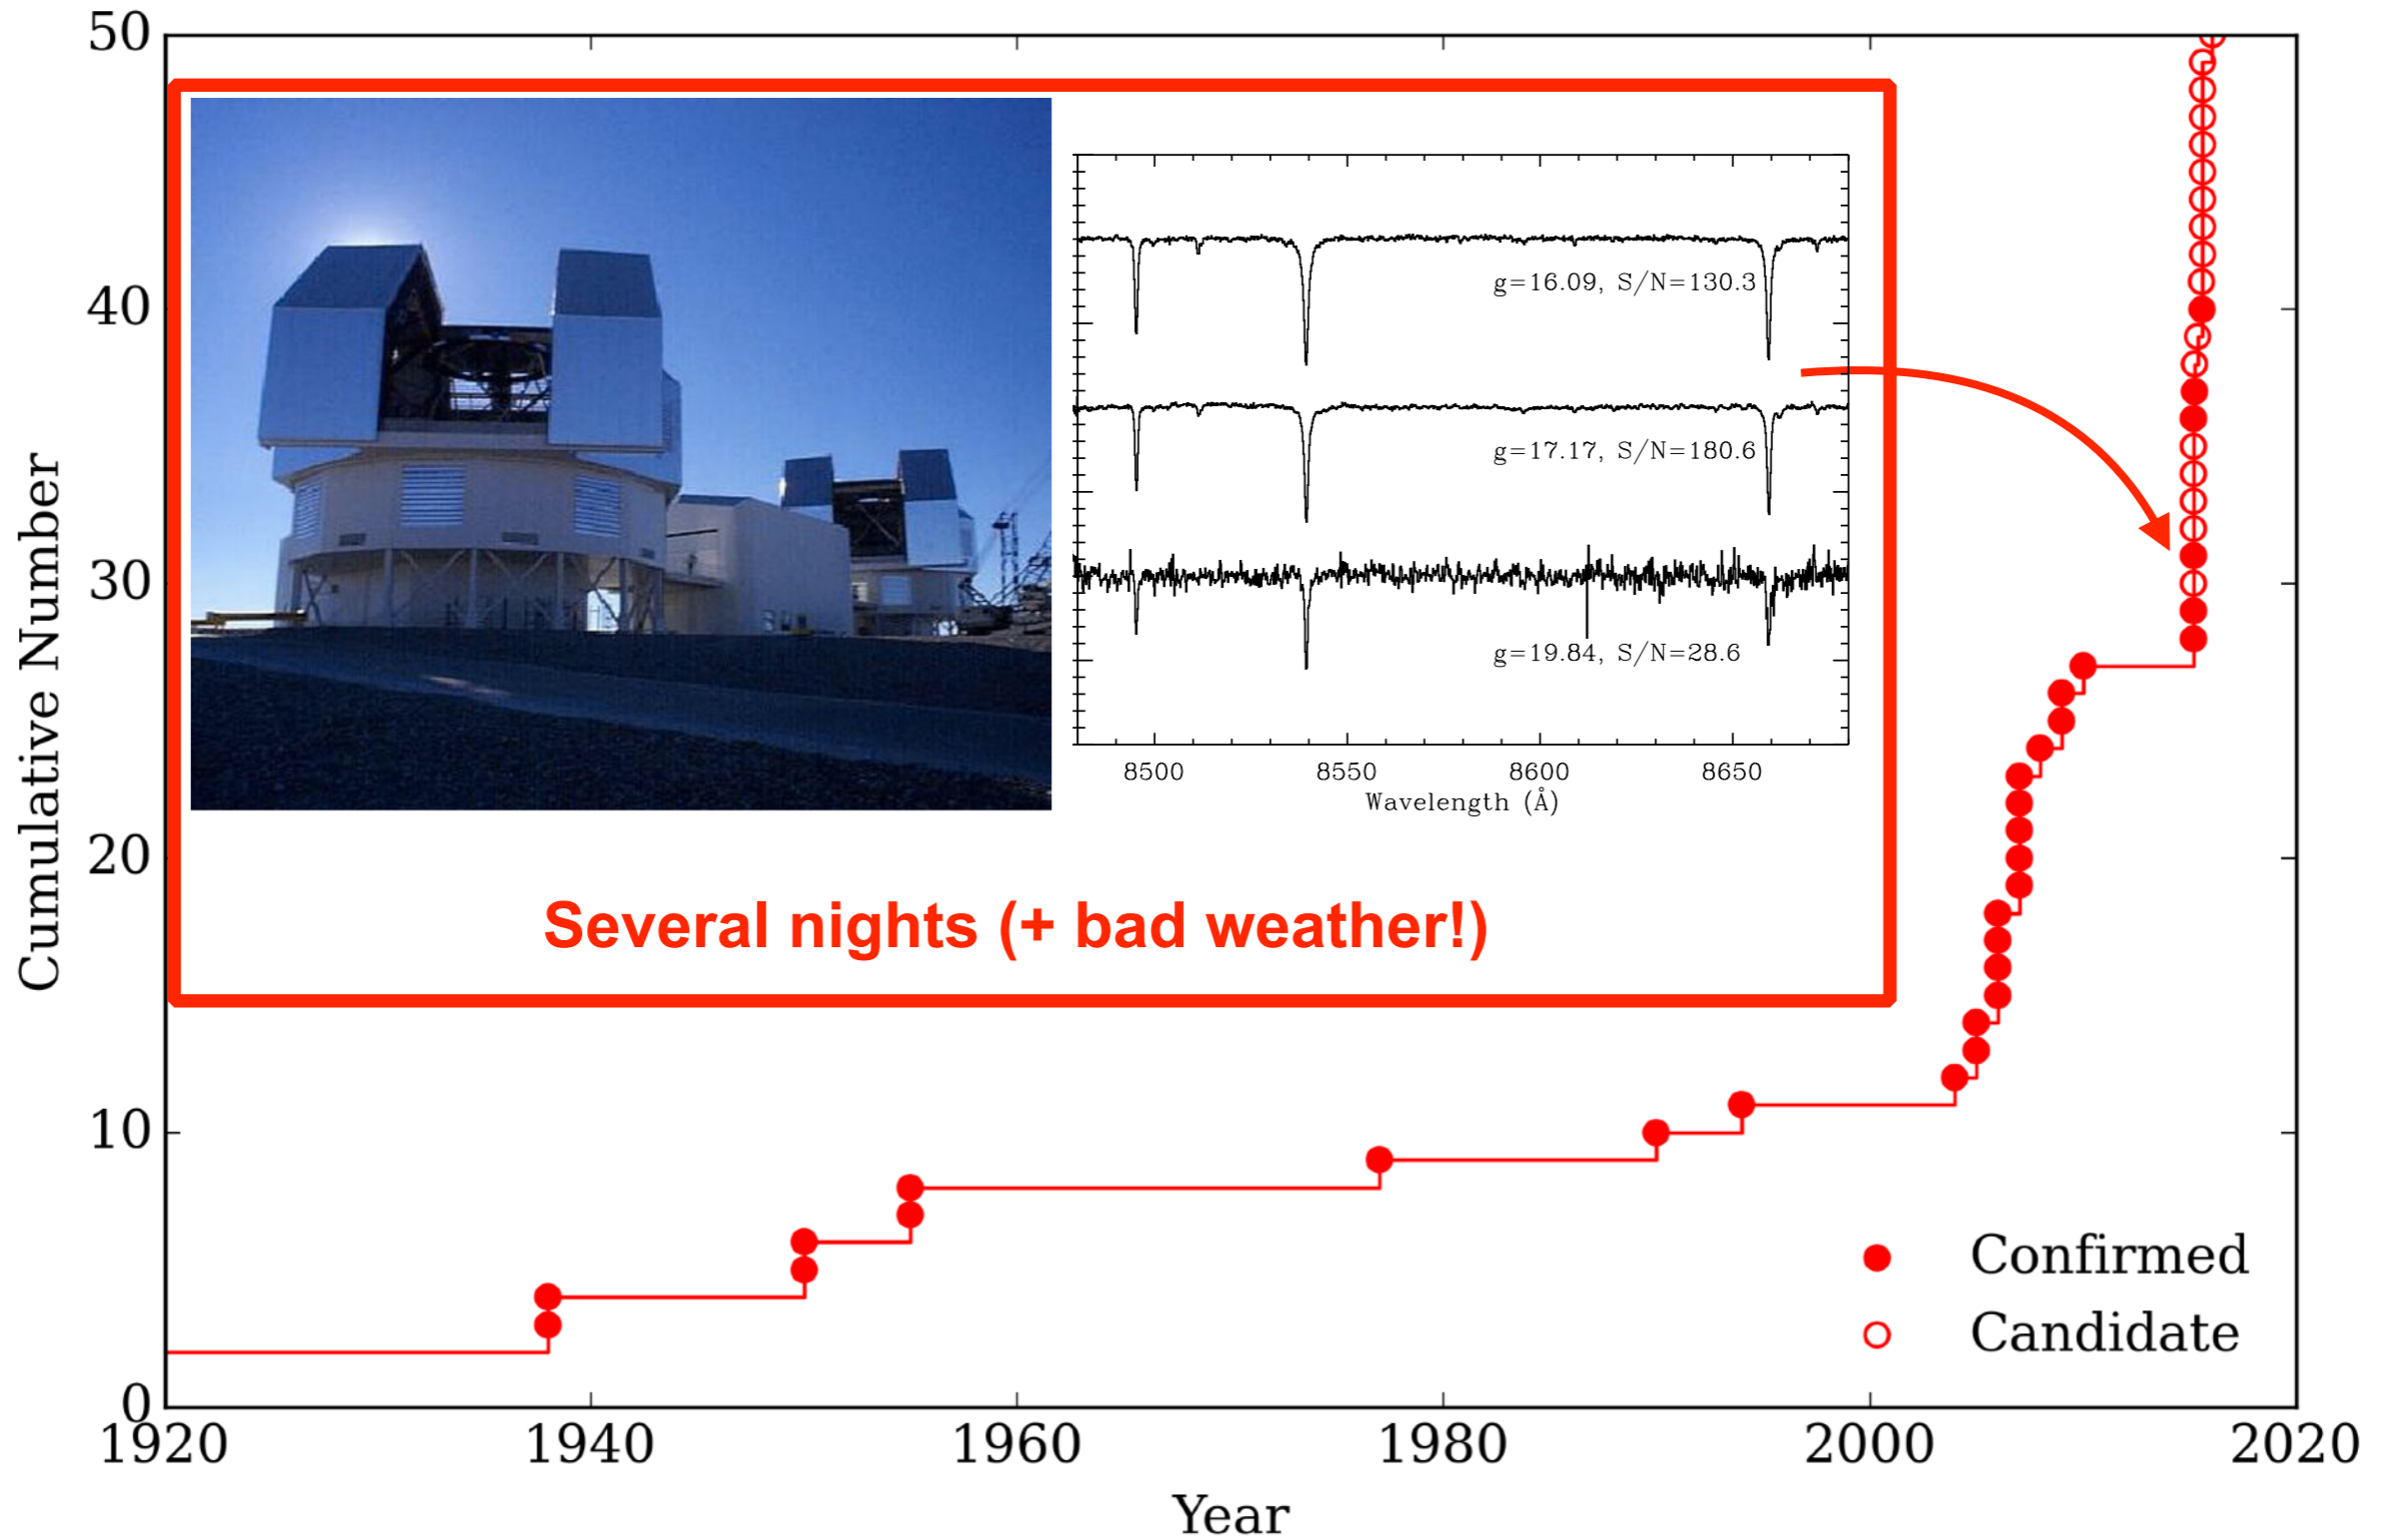 50
40
30
20
10
0
Cumulative Number
g=16.09, S/N=130.3
g=17.17, S/N=180.6
g=19.84, S/N=28.6
8500 8550 8600 8650
Wavelength (Å)
Several nights (+ bad weather!)
Confirmed
Candidate
1920 1940 1960 1980 2000 2020
Year